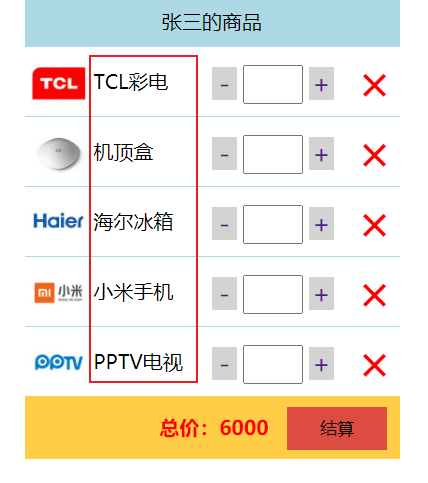 张三的商品
TCL TCL彩电 - +
机顶盒 - +
Haier 海尔冰箱 - +
mi 小米 小米手机 - +
PPTV PPTV电视 - +
总价：6000 结算